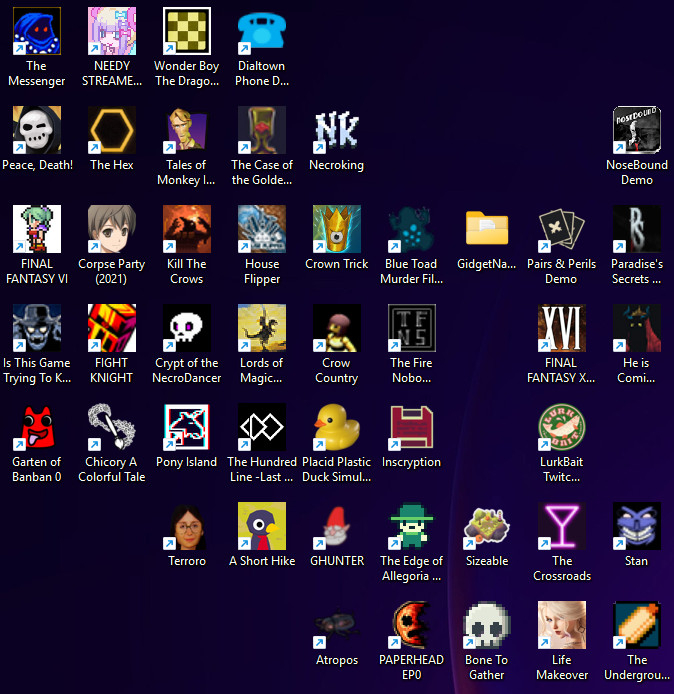 The
Messenger
NEEDY
STREAME...
Wonder Boy
The Drago...
Dialtown
Phone D...
Peace, Death!
The Hex
Tales of
Monkey I...
The Case of
the Golde...
NK
Necroking
NOSEBOUND
NoseBound
Demo
FINAL
FANTASY VI
Corpse Party
(2021)
Kill The
Crows
House
Flipper
Crown Trick
Blue Toad
Murder Fil...
GidgetNa...
Pairs & Perils
Demo
PS
Paradise's
Secrets ...
Is This Game
Trying To K...
FIGHT
KNIGHT
Crypt of the
NecroDancer
Lords of
Magic...
Crow
Country
TF
NS
The Fire
Nobo...
XVI
FINAL
FANTASY X...
He is
Comi...
Garten of
Banban 0
Chicory A
Colorful Tale
Pony Island
The Hundred
Line -Last ...
Placid Plastic
Duck Simul...
Inscryption
LURK
BAIT
LurkBait
Twitc...
Terroro
A Short Hike
GHUNTER
The Edge of
Allegoria ...
Sizeable
The
Crossroads
Stan
Atropos
PAPERHEAD
EP0
Bone To
Gather
Life
Makeover
The
Undergrou...